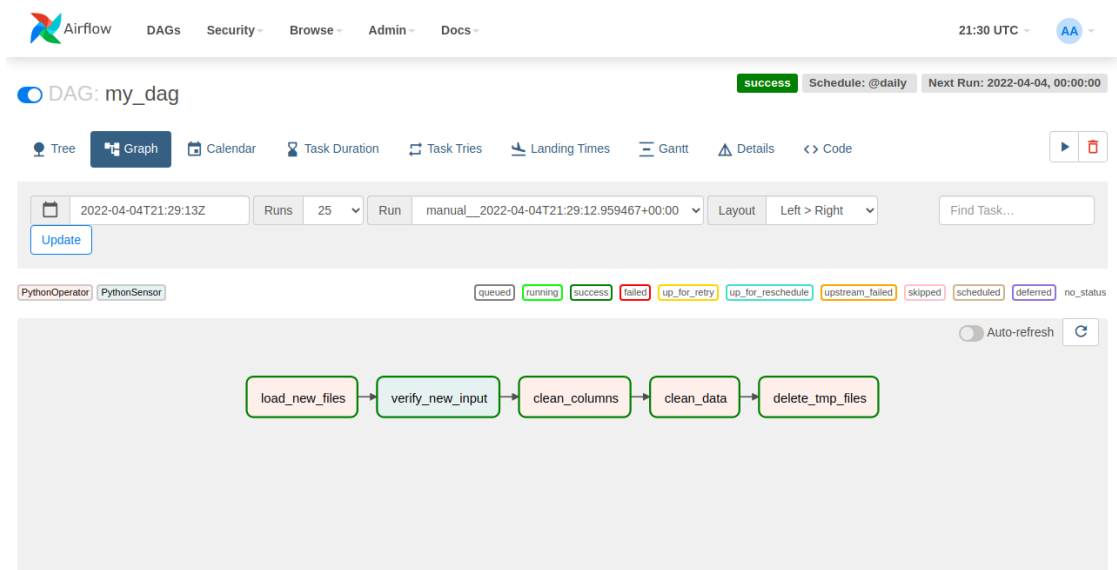 Airflow DAGs Security Browse Admin Docs 21:30 UTC AA
DAG: my_dag success Schedule: @daily Next Run: 2022-04-04, 00:00:00
Tree Graph Calendar Task Duration Task Tries Landing Times Gantt Details <> Code
2022-04-04T21:29:13Z Runs 25 Run manual__2022-04-04T21:29:12.959467+00:00 Layout Left > Right Find Task...
Update
PythonOperator PythonSensor queued running success failed up_for_retry up_for_reschedule upstream_failed skipped scheduled deferred no_status
Auto-refresh
load_new_files verify_new_input clean_columns clean_data delete_tmp_files